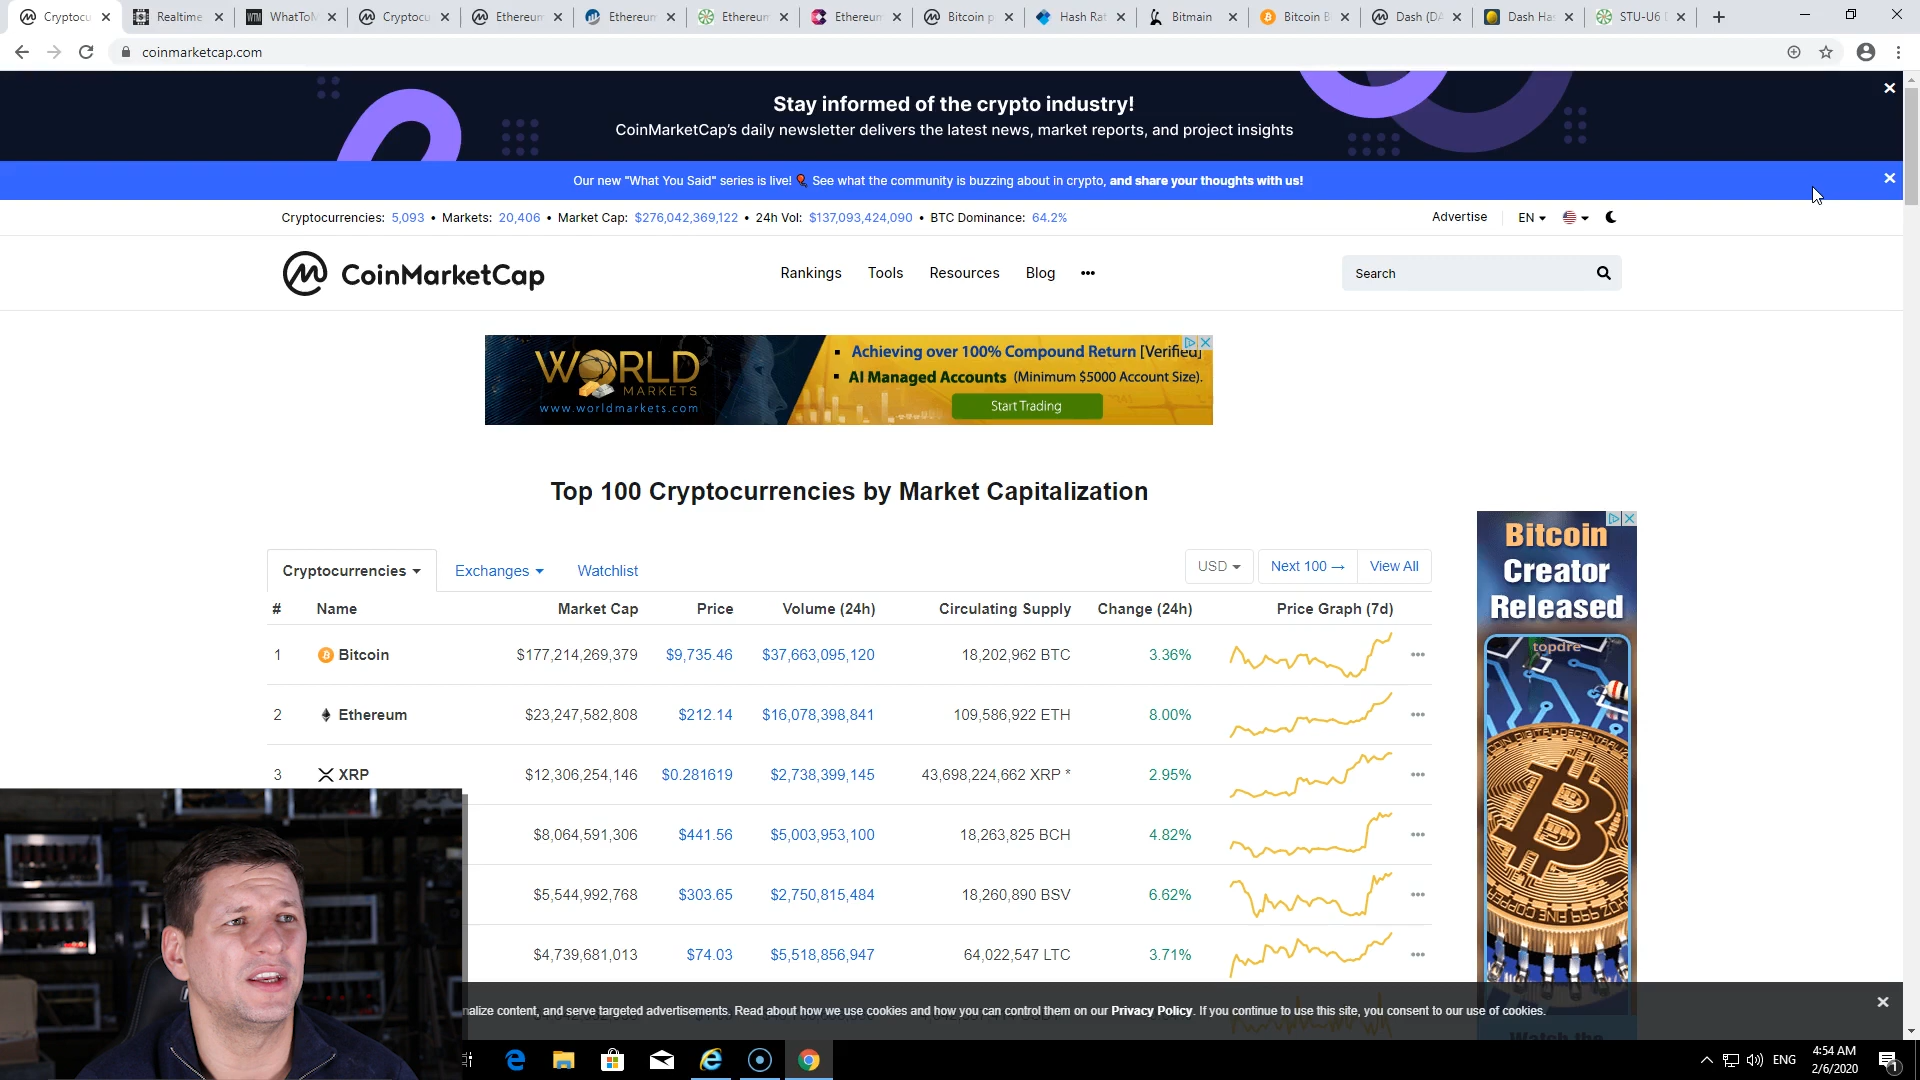 Cryptocu
Realtime
WhatToM
Cryptocu
Ethereum
Ethereum
Ethereum
Ethereum
Bitcoin p
Hash Rat
Bitmain
Bitcoin B
Dash (DA
Dash Has
STU-U6
coinmarketcap.com
Stay informed of the crypto industry!
CoinMarketCap's daily newsletter delivers the latest news, market reports, and project insights
Our new "What You Said" series is live! See what the community is buzzing about in crypto, and share your thoughts with us!
Cryptocurrencies: 5,093 • Markets: 20,406 • Market Cap: $276,042,369,122 • 24h Vol: $137,093,424,090 • BTC Dominance: 64.2%
Advertise EN
CoinMarketCap
Rankings Tools Resources Blog •••
Search
WORLD
MARKETS
www.worldmarkets.com
Achieving over 100% Compound Return [Verified]
AI Managed Accounts (Minimum $5000 Account Size).
Start Trading
Top 100 Cryptocurrencies by Market Capitalization
Cryptocurrencies Exchanges Watchlist
USD Next 100 → View All
# Name Market Cap Price Volume (24h) Circulating Supply Change (24h) Price Graph (7d)
1 Bitcoin $177,214,269,379 $9,735.46 $37,663,095,120 18,202,962 BTC 3.36%
2 Ethereum $23,247,582,808 $212.14 $16,078,398,841 109,586,922 ETH 8.00%
3 XRP $12,306,254,146 $0.281619 $2,738,399,145 43,698,224,662 XRP * 2.95%
$8,064,591,306 $441.56 $5,003,953,100 18,263,825 BCH 4.82%
$5,544,992,768 $303.65 $2,750,815,484 18,260,890 BSV 6.62%
$4,739,681,013 $74.03 $5,518,856,947 64,022,547 LTC 3.71%
Bitcoin
Creator
Released
topdre
Watch the
nalize content, and serve targeted advertisements. Read about how we use cookies and how you can control them on our Privacy Policy. If you continue to use this site, you consent to our use of cookies.
ENG
4:54 AM
2/6/2020
1